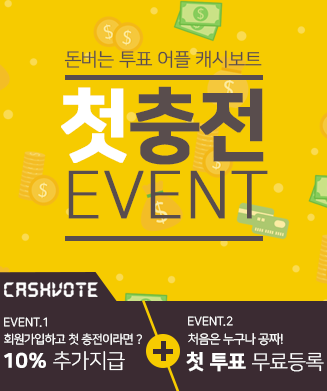 돈버는 투표 어플 캐시보트
첫충전
EVENT
CASHVOTE
EVENT.1
회원가입하고 첫 충전이라면 ?
10% 추가지급
+
EVENT.2
처음은 누구나 공짜!
첫 투표 무료등록